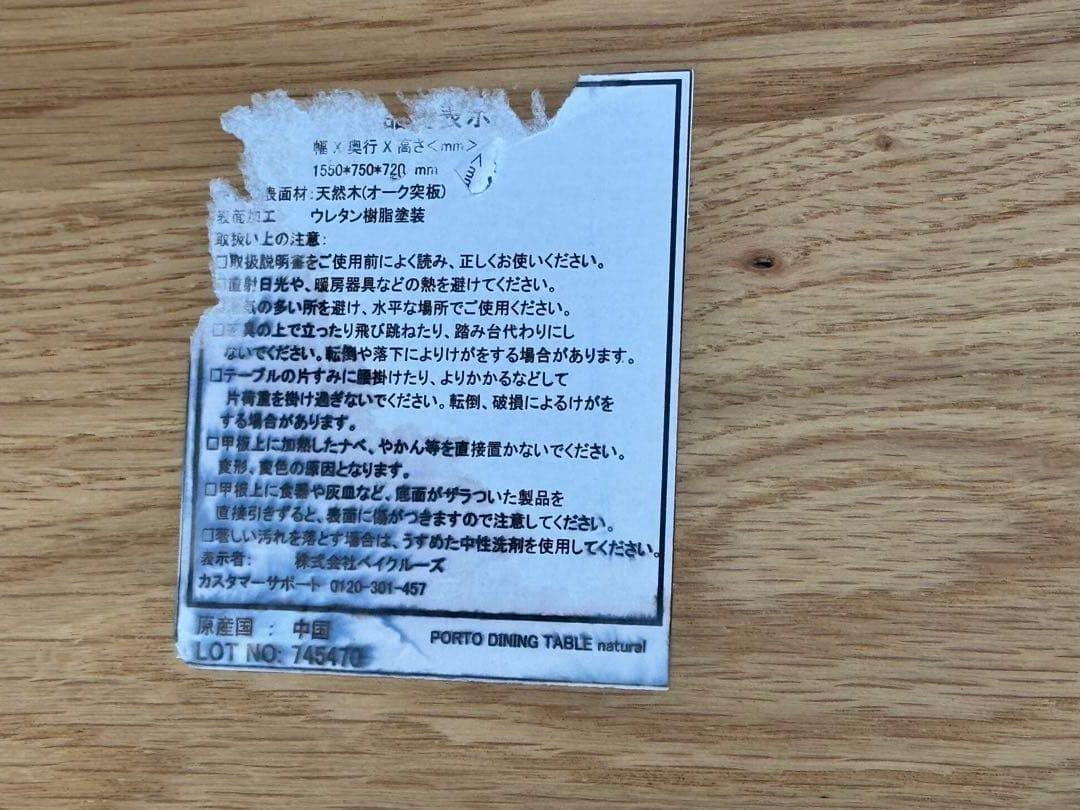 品質表示
幅 X 奥行 X 高さ<mm>
1550*750*720 mm
<mm
表面材:天然木(オーク突板)
表面加工 ウレタン樹脂塗装
取扱い上の注意:
□取扱説明書をご使用前によく読み、正しくお使いください。
□直射日光や、暖房器具などの熱を避けてください。
気の多い所を避け、水平な場所でご使用ください。
□家具の上で立ったり飛び跳ねたり、踏み台代わりにし
ないでください。転倒や落下によりけがをする場合があります。
□テーブルの片すみに腰掛けたり、よりかかるなどして
片荷重を掛け過ぎないでください。転倒、破損によるけがを
する場合があります。
□甲板上に加熱したナベ、やかん等を直接置かないでください。
変形、変色の原因となります。
□甲板上に食器や灰皿など、底面がザラついた製品を
直接引きずると、表面に傷がつきますので注意してください。
□著しい汚れを落とす場合は、うすめた中性洗剤を使用してください。
表示者: 株式会社ベイクルーズ
カスタマーサポート 0120-301-457
原産国 : 中国
PORTO DINING TABLE natural
LOT NO: 745470